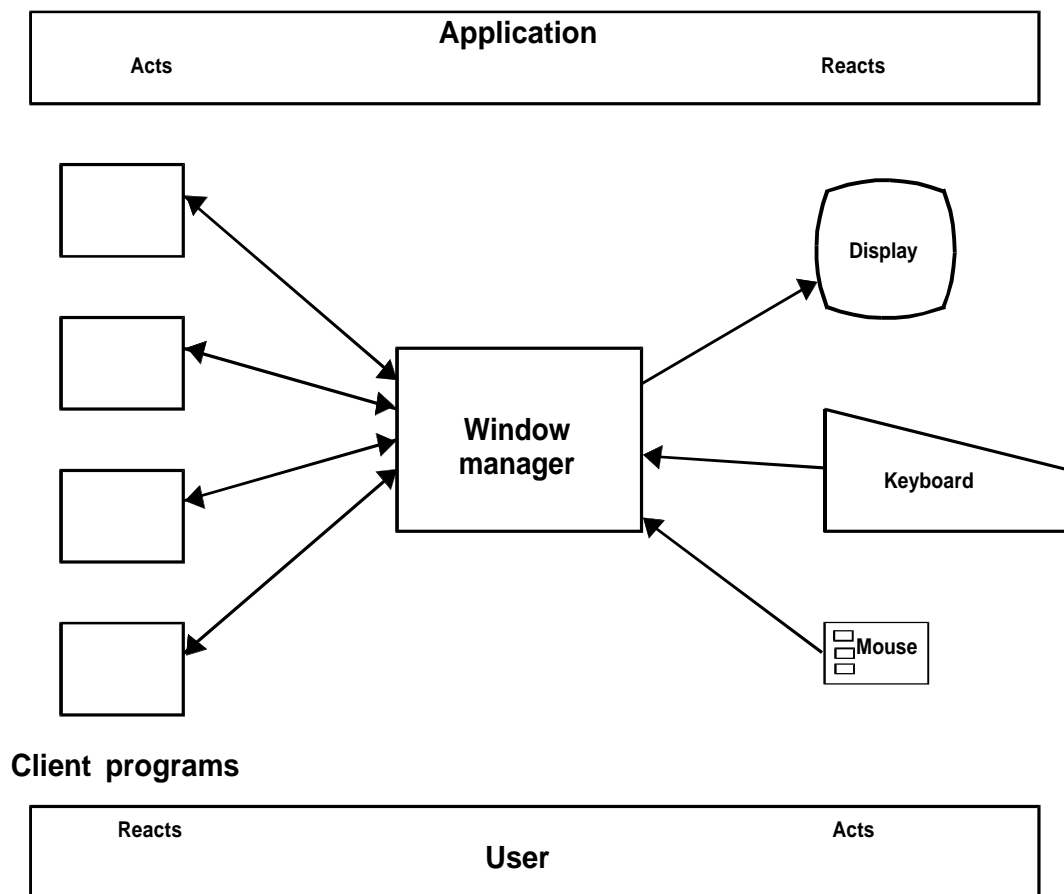 Application
Acts Reacts
Display
Window
manager
Keyboard
Mouse
Client programs
Reacts Acts
User